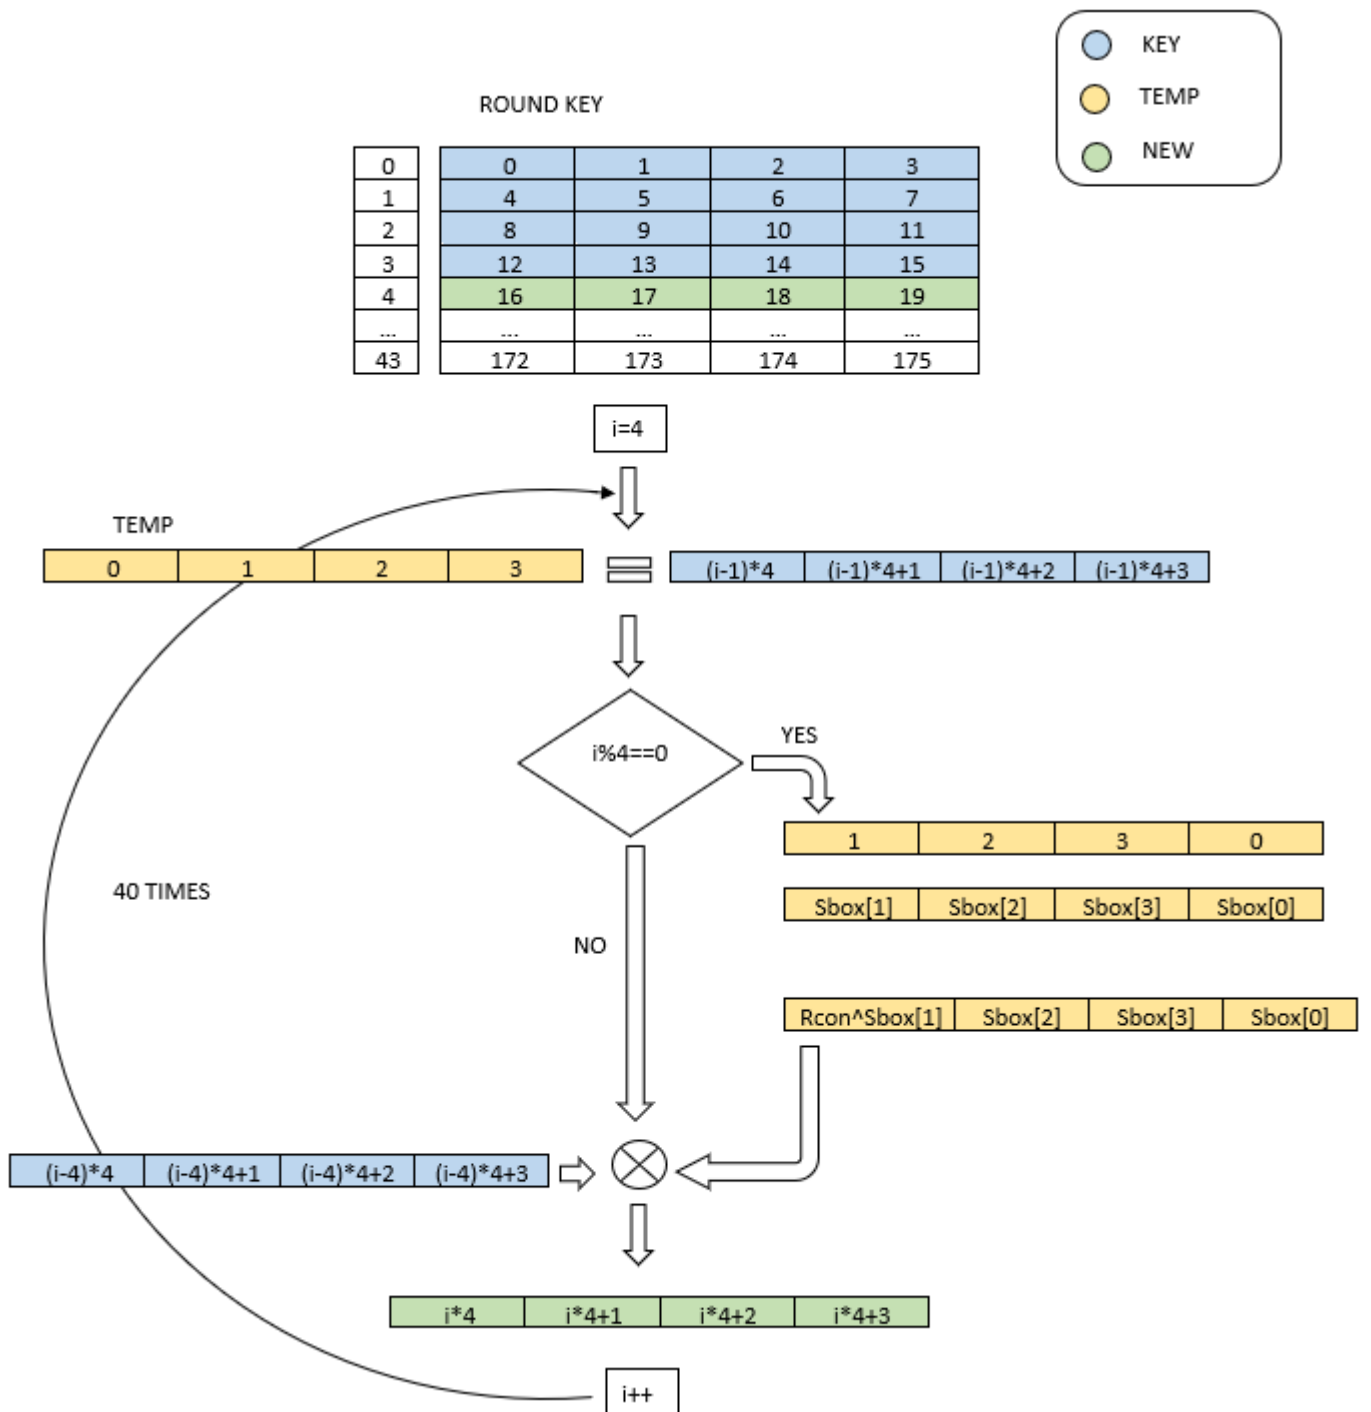 KEY
TEMP
NEW
ROUND KEY
0 0 1 2 3
1 4 5 6 7
2 8 9 10 11
3 12 13 14 15
4 16 17 18 19
... ... ... ... ...
43 172 173 174 175
i=4
TEMP
0 1 2 3 (i-1)*4 (i-1)*4+1 (i-1)*4+2 (i-1)*4+3
i%4==0
YES
1 2 3 0
40 TIMES
Sbox[1] Sbox[2] Sbox[3] Sbox[0]
NO
Rcon^Sbox[1] Sbox[2] Sbox[3] Sbox[0]
(i-4)*4 (i-4)*4+1 (i-4)*4+2 (i-4)*4+3
i*4 i*4+1 i*4+2 i*4+3
i++